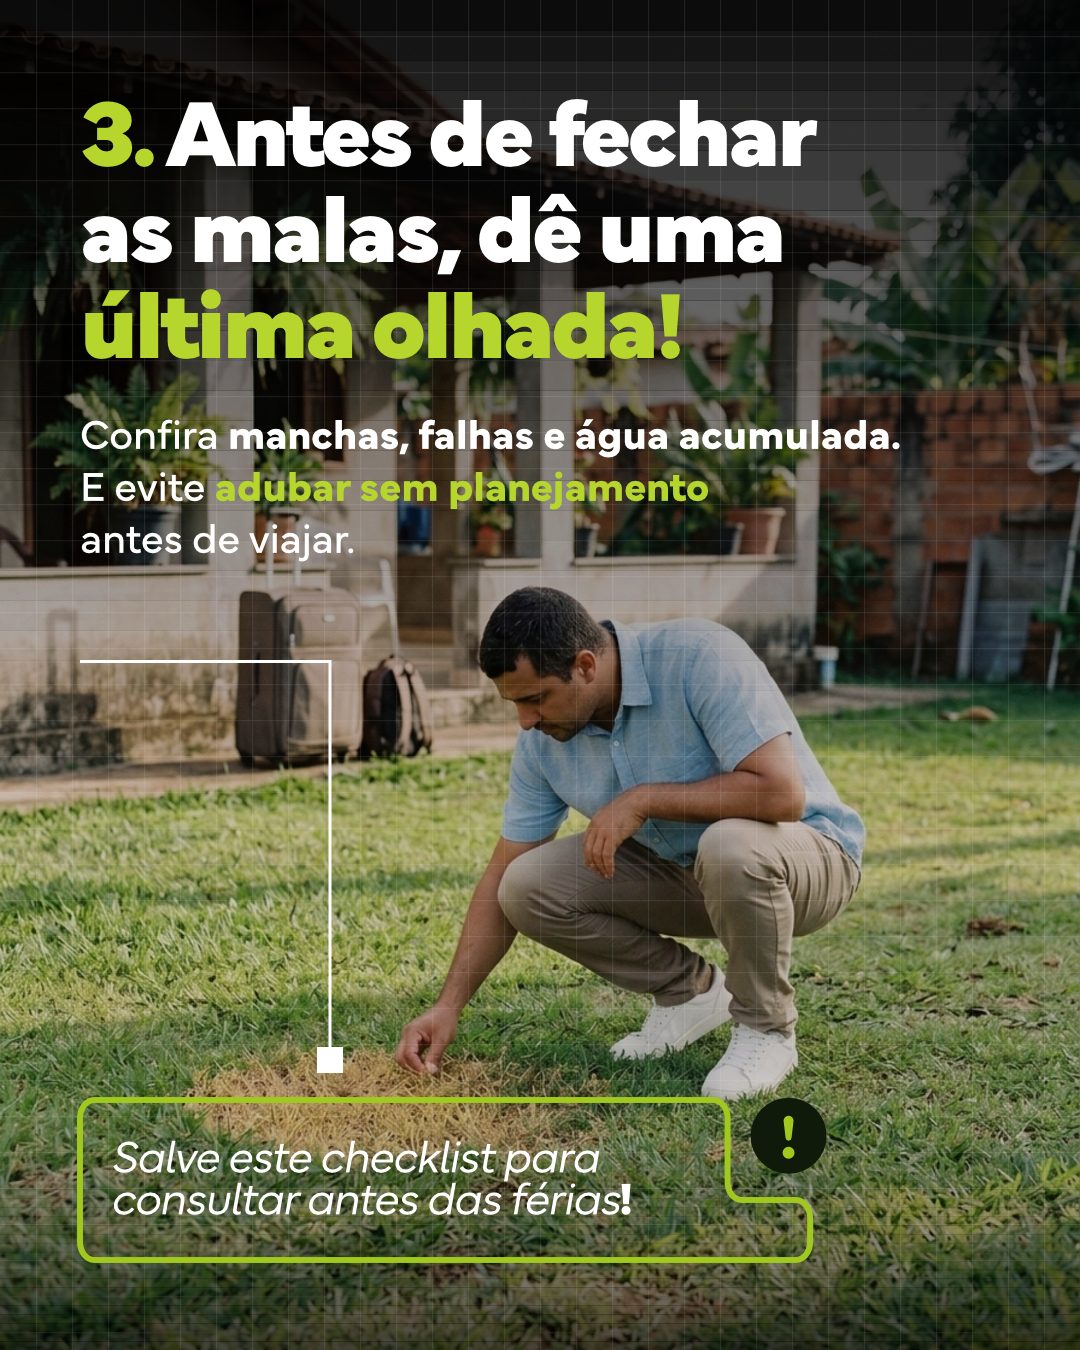 3. Antes de fechar
as malas, dê uma
última olhada!
Confira manchas, falhas e água acumulada.
E evite adubar sem planejamento
antes de viajar.
!
Salve este checklist para
consultar antes das férias!